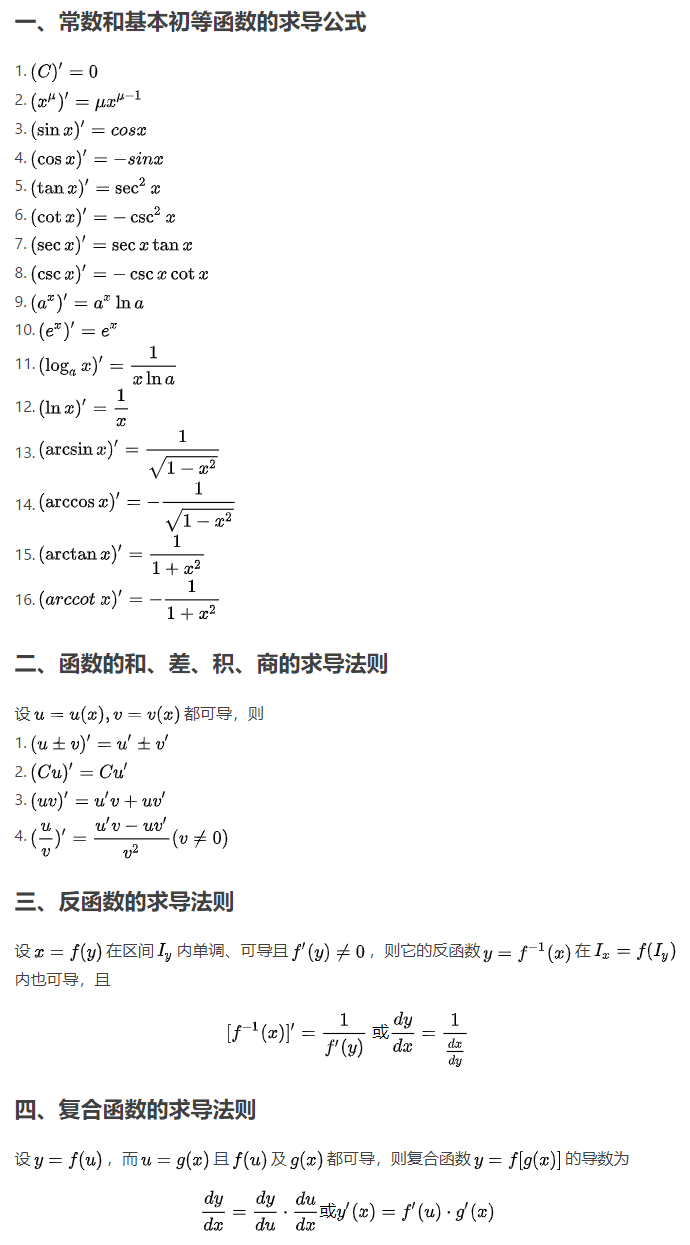 一、常数和基本初等函数的求导公式
1. $(C)' = 0$
2. $(x^{\mu})' = \mu x^{\mu-1}$
3. $(\sin x)' = cosx$
4. $(\cos x)' = -sinx$
5. $(\tan x)' = \sec^2 x$
6. $(\cot x)' = -\csc^2 x$
7. $(\sec x)' = \sec x \tan x$
8. $(\csc x)' = -\csc x \cot x$
9. $(a^x)' = a^x \ln a$
10. $(e^x)' = e^x$
11. $(\log_a x)' = \frac{1}{x \ln a}$
12. $(\ln x)' = \frac{1}{x}$
13. $(\arcsin x)' = \frac{1}{\sqrt{1-x^2}}$
14. $(\arccos x)' = -\frac{1}{\sqrt{1-x^2}}$
15. $(\arctan x)' = \frac{1}{1+x^2}$
16. $(arccot\ x)' = -\frac{1}{1+x^2}$
二、函数的和、差、积、商的求导法则
设 $u = u(x), v = v(x)$ 都可导，则
1. $(u \pm v)' = u' \pm v'$
2. $(Cu)' = Cu'$
3. $(uv)' = u'v + uv'$
4. $(\frac{u}{v})' = \frac{u'v - uv'}{v^2} (v \neq 0)$
三、反函数的求导法则
设 $x = f(y)$ 在区间 $I_y$ 内单调、可导且 $f'(y) \neq 0$ ，则它的反函数 $y = f^{-1}(x)$ 在 $I_x = f(I_y)$
内也可导，且
$[f^{-1}(x)]' = \frac{1}{f'(y)}$ 或 $\frac{dy}{dx} = \frac{1}{\frac{dx}{dy}}$
四、复合函数的求导法则
设 $y = f(u)$ ，而 $u = g(x)$ 且 $f(u)$ 及 $g(x)$ 都可导，则复合函数 $y = f[g(x)]$ 的导数为
$\frac{dy}{dx} = \frac{dy}{du} \cdot \frac{du}{dx}$ 或 $y'(x) = f'(u) \cdot g'(x)$